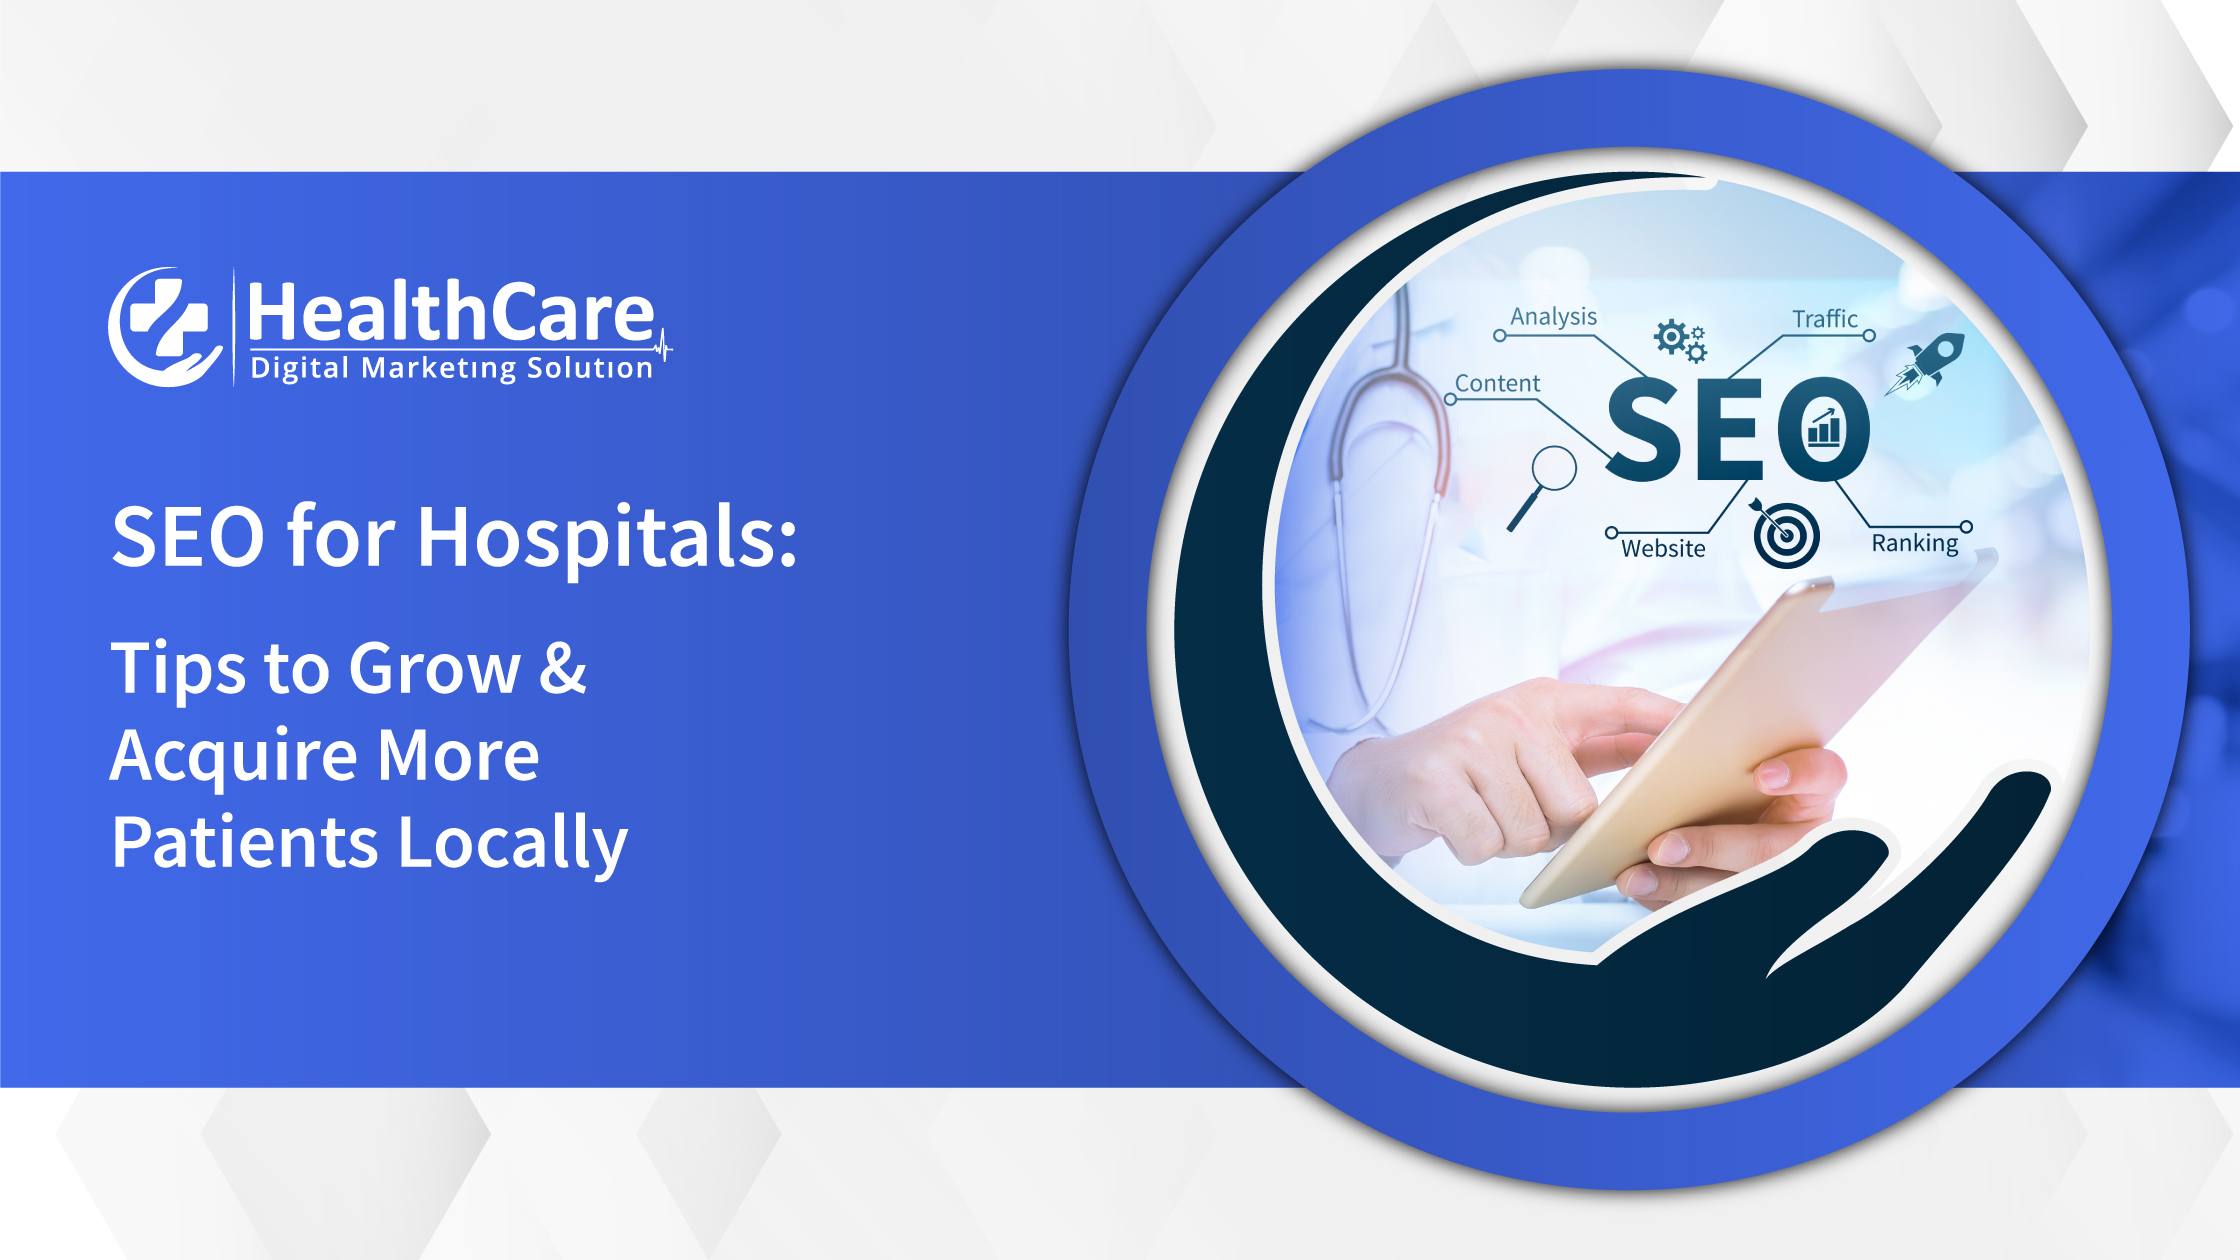 HealthCare
Digital Marketing Solution
SEO for Hospitals:
Tips to Grow &
Acquire More
Patients Locally
Analysis
Traffic
Content
SEO
Website
Ranking